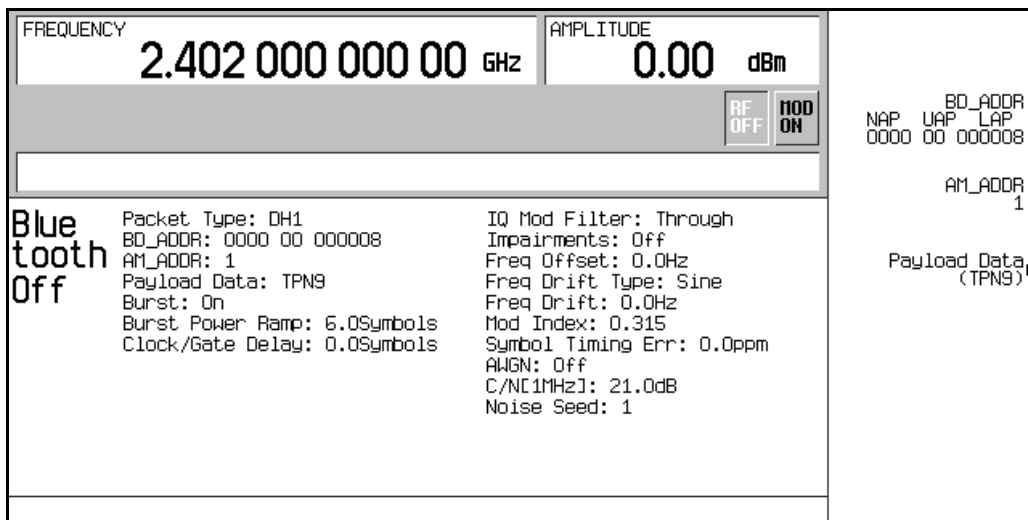 FREQUENCY
2.402 000 000 00 GHz
AMPLITUDE
0.00 dBm
RF OFF
MOD ON
Bluetooth Off
Packet Type: DH1
BD_ADDR: 0000 00 000008
AM_ADDR: 1
Payload Data: TPN9
Burst: On
Burst Power Ramp: 6.0Symbols
Clock/Gate Delay: 0.0Symbols
IQ Mod Filter: Through
Impairments: Off
Freq Offset: 0.0Hz
Freq Drift Type: Sine
Freq Drift: 0.0Hz
Mod Index: 0.315
Symbol Timing Err: 0.0ppm
AWGN: Off
C/N[1MHz]: 21.0dB
Noise Seed: 1
BD_ADDR
NAP UAP LAP
0000 00 000008
AM_ADDR
1
Payload Data
(TPN9)